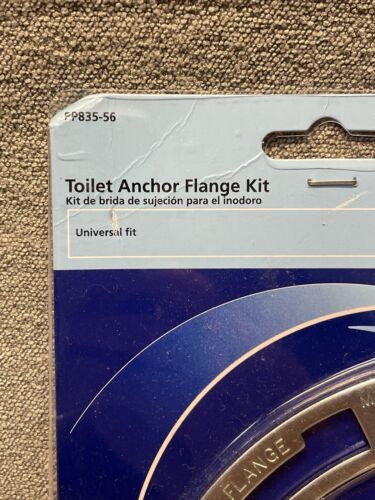 PP835-56
Toilet Anchor Flange Kit
Kit de brida de sujeción para el inodoro
Universal fit
FLANGE